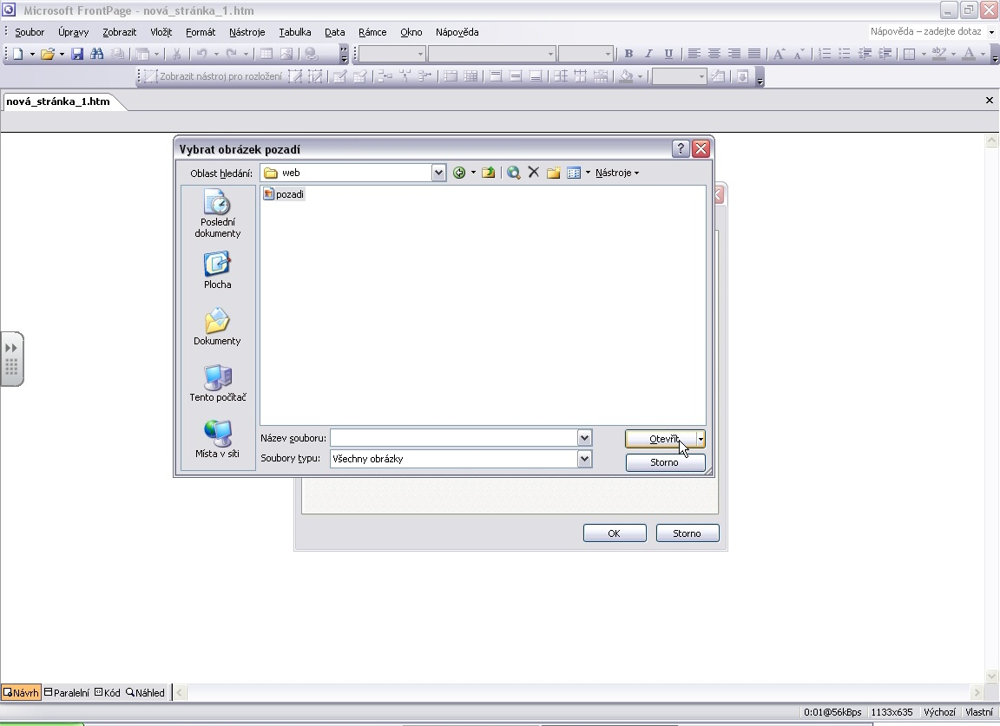 Microsoft FrontPage - nová_stránka_1.htm
Soubor Úpravy Zobrazit Vložit Formát Nástroje Tabulka Data Rámce Okno Nápověda Nápověda – zadejte dotaz
B I U A A ab A
Zobrazit nástroj pro rozložení
nová_stránka_1.htm
Vybrat obrázek pozadí
Oblast hledání: web Nástroje
pozadi
Poslední
dokumenty
Plocha
Dokumenty
Tento počítač
Místa v síti
Název souboru: Otevřít
Soubory typu: Všechny obrázky Storno
OK Storno
Návrh Paralelní Kód Náhled
0:01@56kBps 1133x635 Výchozí Vlastní